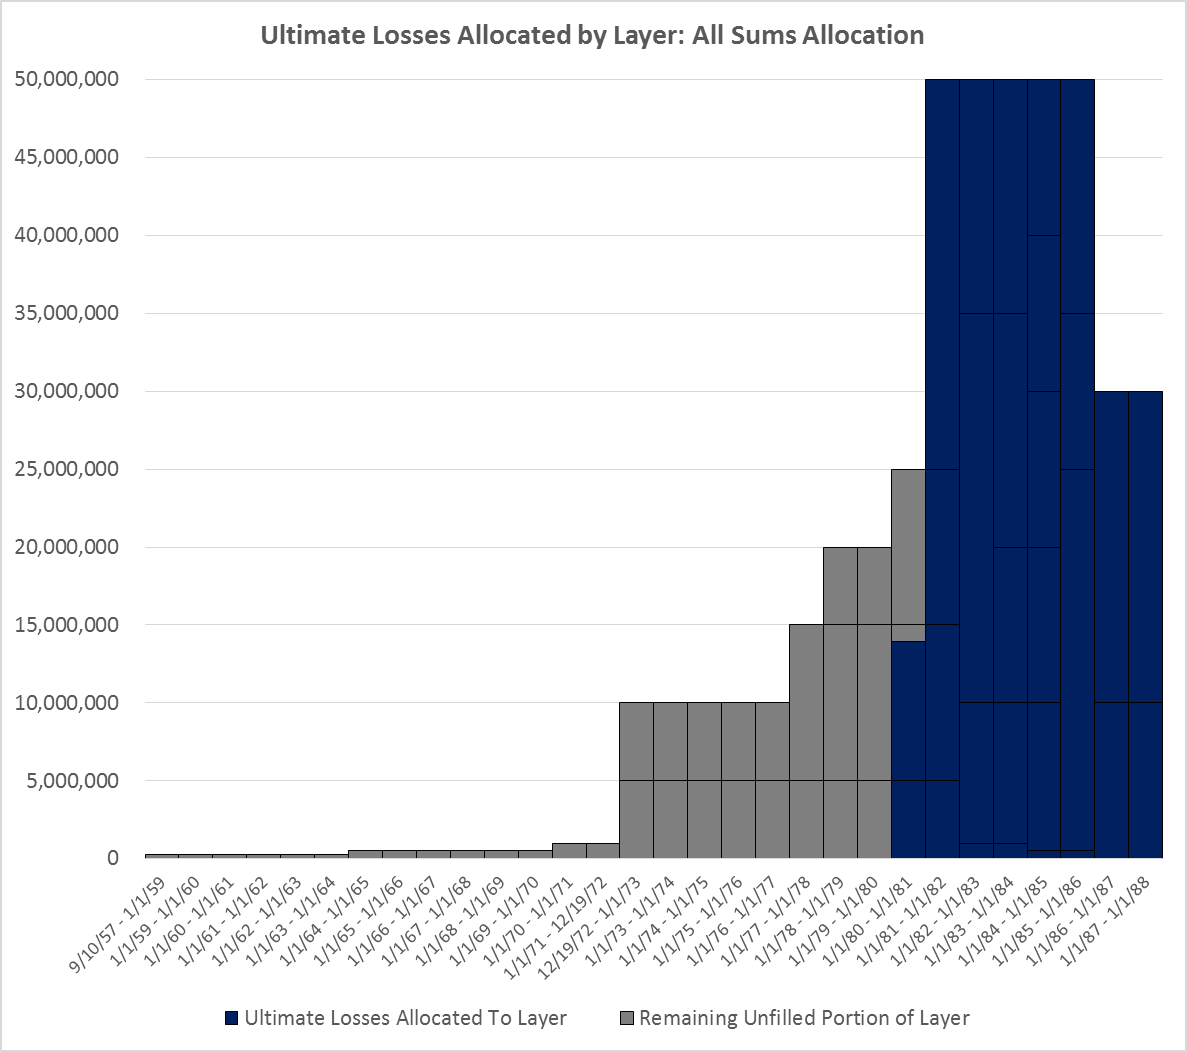 Ultimate Losses Allocated by Layer: All Sums Allocation
50,000,000
45,000,000
40,000,000
35,000,000
30,000,000
25,000,000
20,000,000
15,000,000
10,000,000
5,000,000
0
9/10/57 - 1/1/59
1/1/59 - 1/1/60
1/1/60 - 1/1/61
1/1/61 - 1/1/62
1/1/62 - 1/1/63
1/1/63 - 1/1/64
1/1/64 - 1/1/65
1/1/65 - 1/1/66
1/1/66 - 1/1/67
1/1/67 - 1/1/68
1/1/68 - 1/1/69
1/1/69 - 1/1/70
1/1/70 - 1/1/71
1/1/71 - 12/19/72
12/19/72 - 1/1/73
1/1/73 - 1/1/74
1/1/74 - 1/1/75
1/1/75 - 1/1/76
1/1/76 - 1/1/77
1/1/77 - 1/1/78
1/1/78 - 1/1/79
1/1/79 - 1/1/80
1/1/80 - 1/1/81
1/1/81 - 1/1/82
1/1/82 - 1/1/83
1/1/83 - 1/1/84
1/1/84 - 1/1/85
1/1/85 - 1/1/86
1/1/86 - 1/1/87
1/1/87 - 1/1/88
Ultimate Losses Allocated To Layer
Remaining Unfilled Portion of Layer